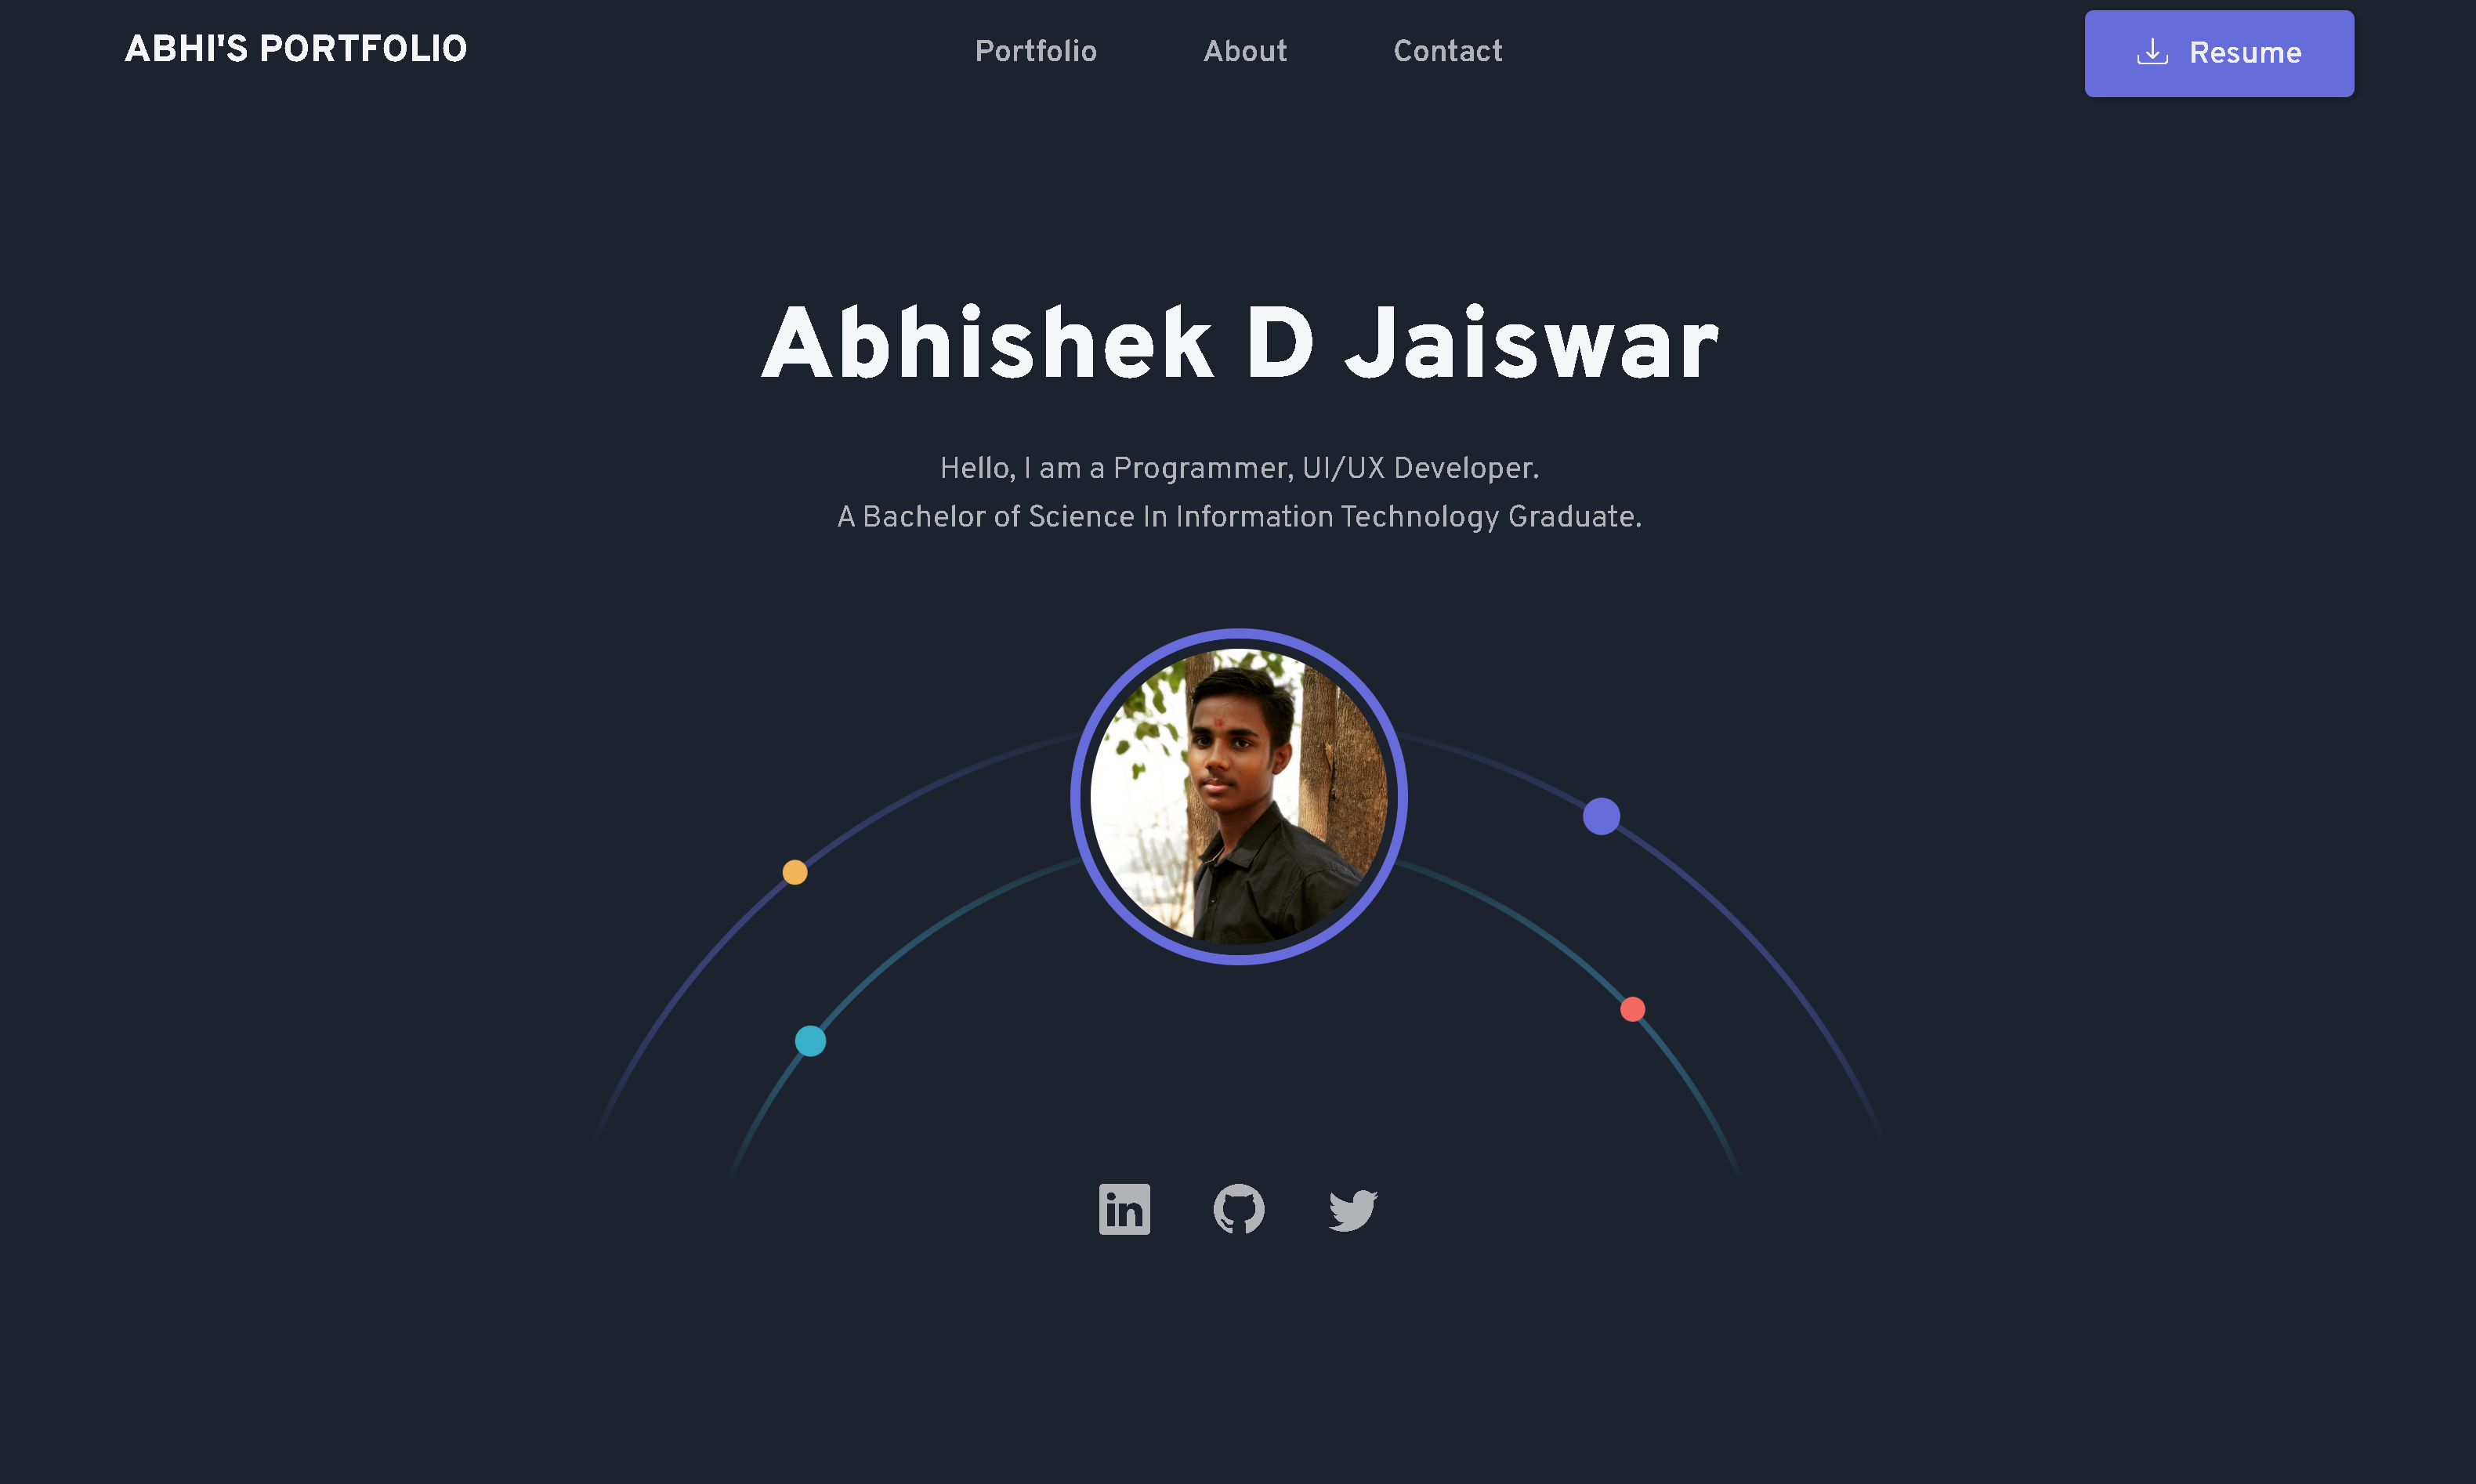 ABHI'S PORTFOLIO
Portfolio
About
Contact
Resume
Abhishek D Jaiswar
Hello, I am a Programmer, UI/UX Developer.
A Bachelor of Science In Information Technology Graduate.
in